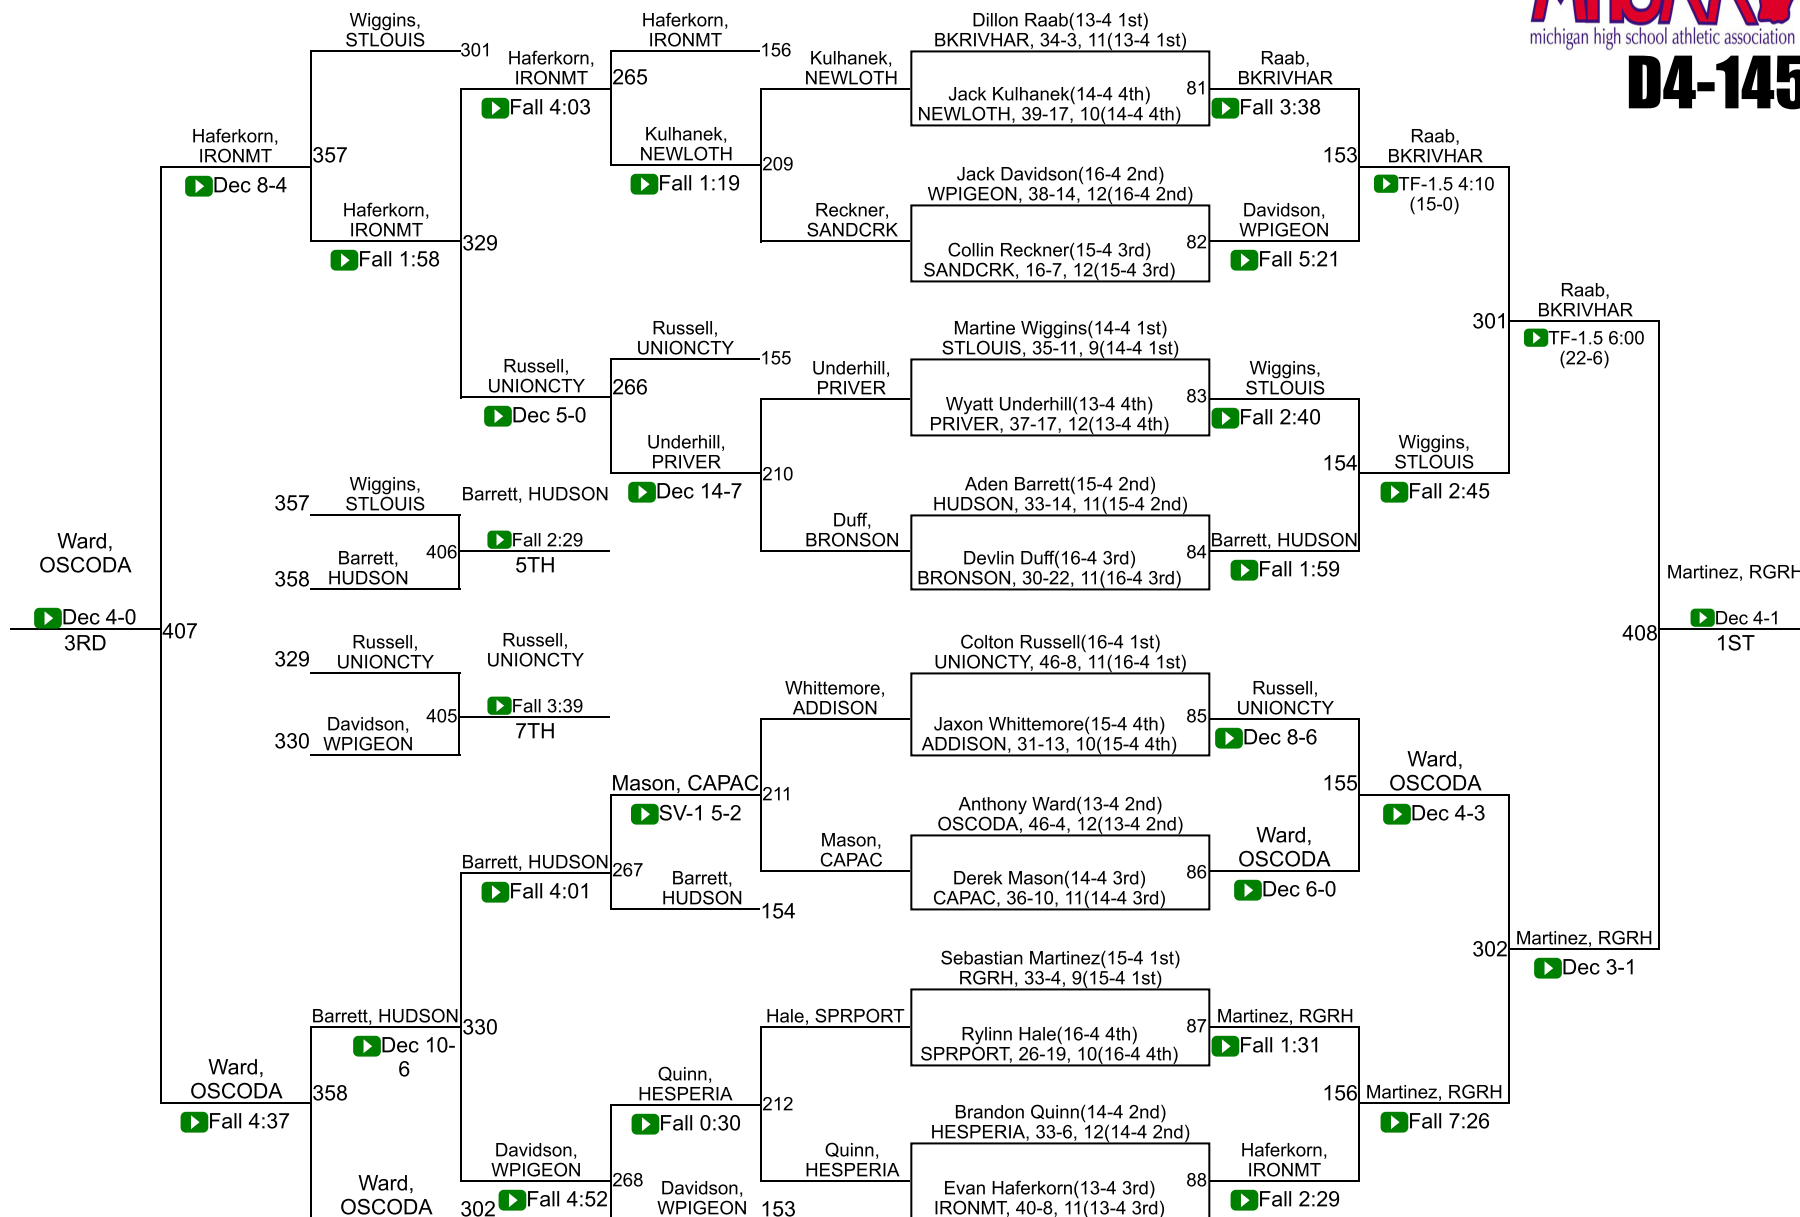 michigan high school athletic association
D4-145
Wiggins,
STLOUIS
301
Haferkorn,
IRONMT
Fall 4:03
265
Haferkorn,
IRONMT
156
Kulhanek,
NEWLOTH
Fall 1:19
209
Haferkorn,
IRONMT
Dec 8-4
357
Haferkorn,
IRONMT
Fall 1:58
329
Russell,
UNIONCTY
155
Russell,
UNIONCTY
Dec 5-0
266
Underhill,
PRIVER
Dec 14-7
210
Kulhanek,
NEWLOTH
Reckner,
SANDCRK
Underhill,
PRIVER
Duff,
BRONSON
Dillon Raab(13-4 1st)
BKRIVHAR, 34-3, 11(13-4 1st)
Jack Kulhanek(14-4 4th)
NEWLOTH, 39-17, 10(14-4 4th)
81
Raab,
BKRIVHAR
Fall 3:38
Jack Davidson(16-4 2nd)
WPIGEON, 38-14, 12(16-4 2nd)
Collin Reckner(15-4 3rd)
SANDCRK, 16-7, 12(15-4 3rd)
82
Davidson,
WPIGEON
Fall 5:21
153
Raab,
BKRIVHAR
TF-1.5 4:10
(15-0)
Martine Wiggins(14-4 1st)
STLOUIS, 35-11, 9(14-4 1st)
Wyatt Underhill(13-4 4th)
PRIVER, 37-17, 12(13-4 4th)
83
Wiggins,
STLOUIS
Fall 2:40
Aden Barrett(15-4 2nd)
HUDSON, 33-14, 11(15-4 2nd)
Devlin Duff(16-4 3rd)
BRONSON, 30-22, 11(16-4 3rd)
84
Barrett, HUDSON
Fall 1:59
154
Wiggins,
STLOUIS
Fall 2:45
301
Raab,
BKRIVHAR
TF-1.5 6:00
(22-6)
357
Wiggins,
STLOUIS
358
Barrett,
HUDSON
406
Barrett, HUDSON
Fall 2:29
5TH
Ward,
OSCODA
Dec 4-0
3RD
407
329
Russell,
UNIONCTY
330
Davidson,
WPIGEON
405
Russell,
UNIONCTY
Fall 3:39
7TH
408
Martinez, RGRH
Dec 4-1
1ST
Whittemore,
ADDISON
Mason,
CAPAC
211
Mason, CAPAC
SV-1 5-2
267
Barrett,
HUDSON
154
Barrett, HUDSON
Fall 4:01
Colton Russell(16-4 1st)
UNIONCTY, 46-8, 11(16-4 1st)
Jaxon Whittemore(15-4 4th)
ADDISON, 31-13, 10(15-4 4th)
85
Russell,
UNIONCTY
Dec 8-6
Anthony Ward(13-4 2nd)
OSCODA, 46-4, 12(13-4 2nd)
Derek Mason(14-4 3rd)
CAPAC, 36-10, 11(14-4 3rd)
86
Ward,
OSCODA
Dec 6-0
155
Ward,
OSCODA
Dec 4-3
302
Martinez, RGRH
Dec 3-1
Sebastian Martinez(15-4 1st)
RGRH, 33-4, 9(15-4 1st)
Rylinn Hale(16-4 4th)
SPRPORT, 26-19, 10(16-4 4th)
87
Martinez, RGRH
Fall 1:31
Brandon Quinn(14-4 2nd)
HESPERIA, 33-6, 12(14-4 2nd)
Evan Haferkorn(13-4 3rd)
IRONMT, 40-8, 11(13-4 3rd)
88
Haferkorn,
IRONMT
Fall 2:29
156
Martinez, RGRH
Fall 7:26
Hale, SPRPORT
Quinn,
HESPERIA
212
Quinn,
HESPERIA
Fall 0:30
268
Davidson,
WPIGEON
153
Davidson,
WPIGEON
Fall 4:52
Barrett, HUDSON
330
Dec 10-
6
Ward,
OSCODA
Fall 4:37
358
Ward,
OSCODA
302